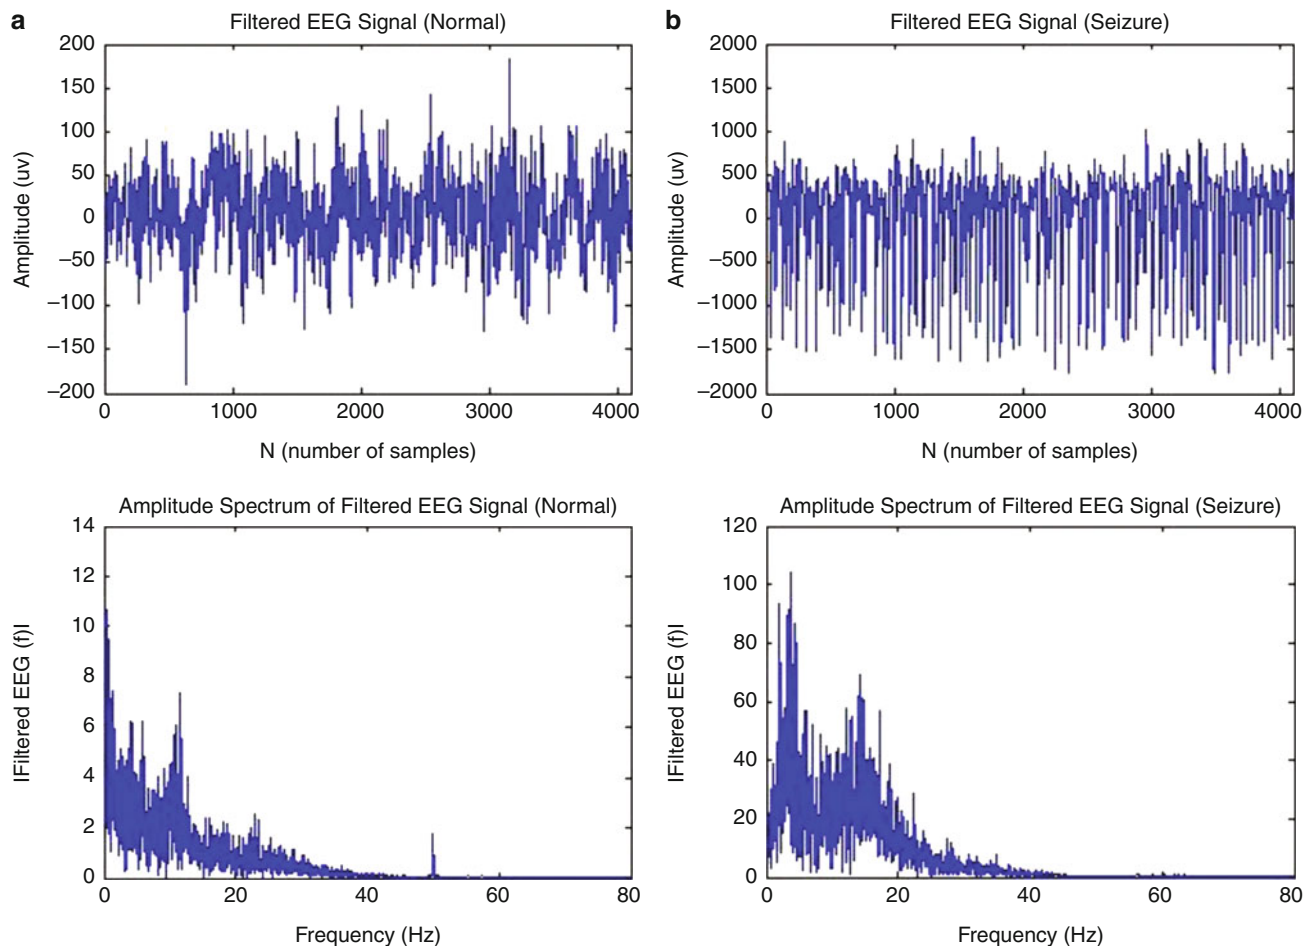 a
Filtered EEG Signal (Normal)
200
150
100
50
0
−50
−100
−150
−200
Amplitude (uv)
0 1000 2000 3000 4000
N (number of samples)
b
Filtered EEG Signal (Seizure)
2000
1500
1000
500
0
−500
−1000
−1500
−2000
Amplitude (uv)
0 1000 2000 3000 4000
N (number of samples)
Amplitude Spectrum of Filtered EEG Signal (Normal)
14
12
10
8
6
4
2
0
IFiltered EEG (f)I
0 20 40 60 80
Frequency (Hz)
Amplitude Spectrum of Filtered EEG Signal (Seizure)
120
100
80
60
40
20
0
IFiltered EEG (f)I
0 20 40 60 80
Frequency (Hz)